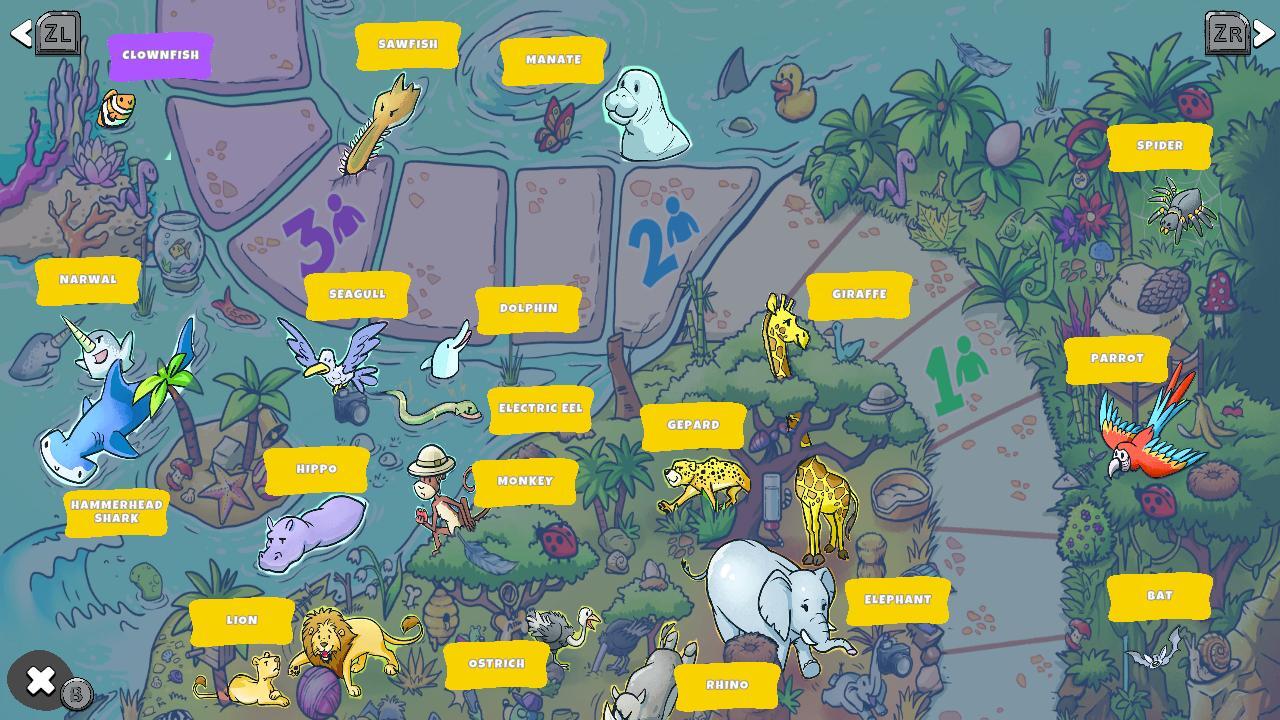 ZL
CLOWNFISH
SAWFISH
MANATE
ZR
SPIDER
3
2
NARWAL
SEAGULL
DOLPHIN
GIRAFFE
1
PARROT
ELECTRIC EEL
GEPARD
HIPPO
MONKEY
HAMMERHEAD
SHARK
LION
ELEPHANT
BAT
OSTRICH
RHINO
B